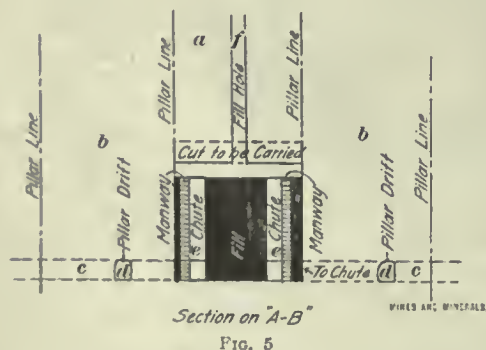 a f
Pillar Line
Pillar Line
Fill Hole
Pillar Line
Pillar Line
b
b
Cut to be Carried
Pillar Drift
Manway
Chute
Fill
Chute
Manway
Pillar Drift
c d
To Chute d c
Section on "A-B"
MINES AND MINERALS
FIG. 5